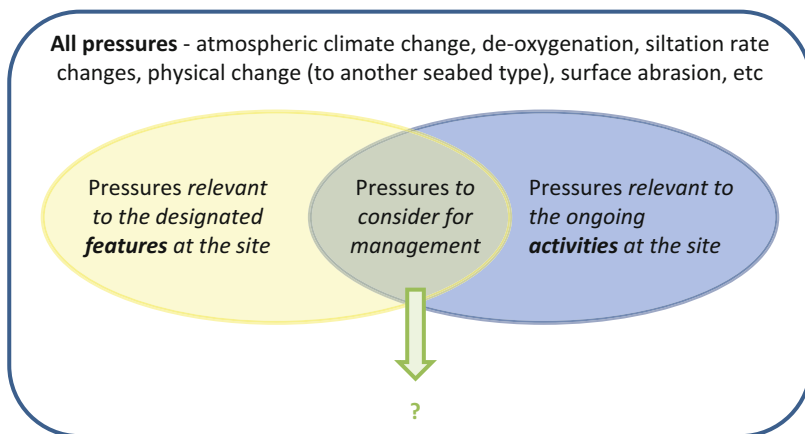 All pressures - atmospheric climate change, de-oxygenation, siltation rate
changes, physical change (to another seabed type), surface abrasion, etc
Pressures relevant
to the designated
features at the site
Pressures to
consider for
management
Pressures relevant to
the ongoing
activities at the site
?